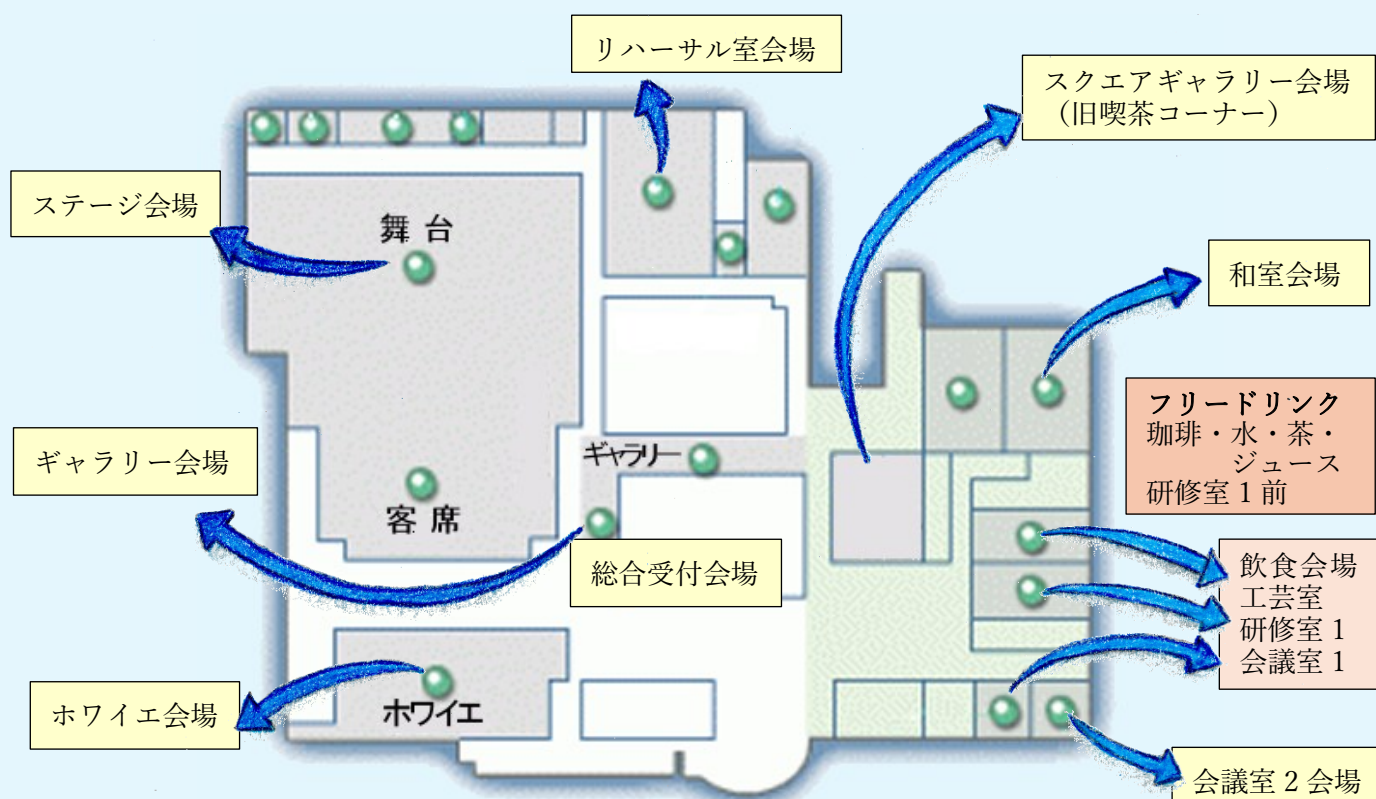 リハーサル室会場
スクエアギャラリー会場
（旧喫茶コーナー）
ステージ会場
舞 台
和室会場
フリードリンク
珈琲・水・茶・
ジュース
研修室１前
ギャラリー会場
ギャラリー
客 席
総合受付会場
飲食会場
工芸室
研修室１
会議室１
ホワイエ会場
ホワイエ
会議室２会場